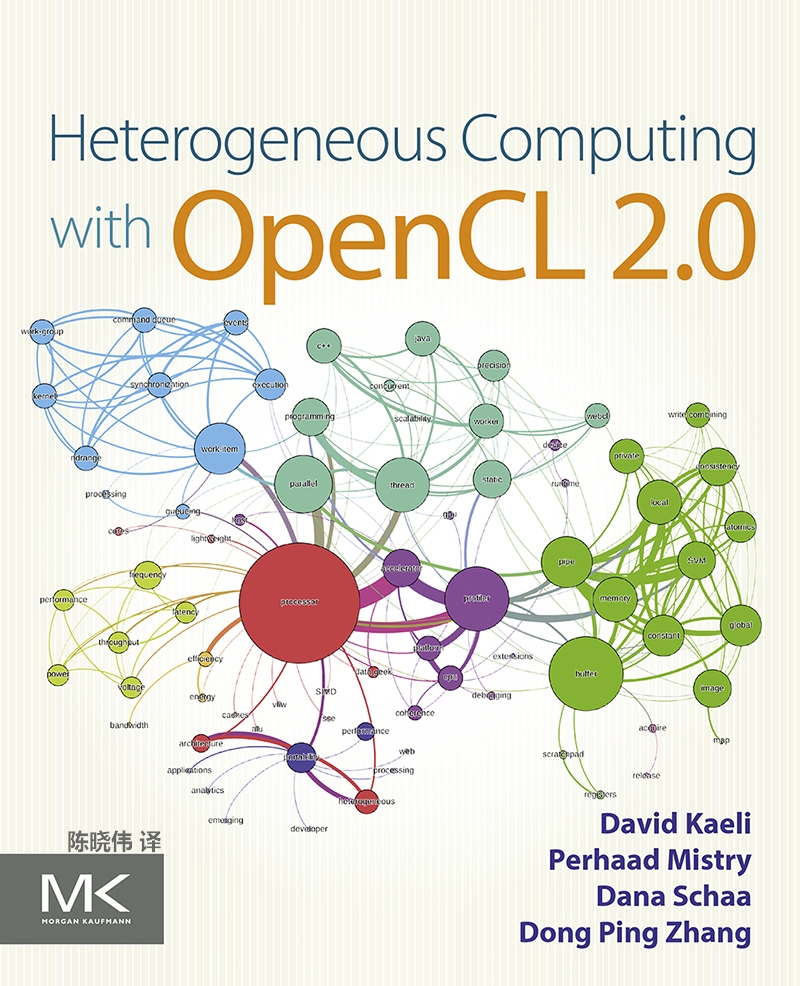 Heterogeneous Computing
with OpenCL 2.0
work-group
command queue
events
kernel
synchronization
execution
ndrange
work-item
processing
queueing
c++
java
precision
concurrent
programming
scalability
worker
webcl
parallel
thread
static
device
runtime
gpu
write combining
private
consistency
local
atomics
pipe
SVM
memory
global
constant
buffer
image
map
acquire
release
scratchpad
registers
cores
lightweight
frequency
performance
latency
throughput
efficiency
power
voltage
energy
bandwidth
processor
accelerator
profiler
platform
cpu
extensions
debugging
coherence
data geek
SIMD
vliw
sse
caches
alu
architecture
performance
portability
web
processing
applications
analytics
heterogeneous
emerging
developer
David Kaeli
Perhaad Mistry
Dana Schaa
Dong Ping Zhang
陈晓伟 译
MK
MORGAN KAUFMANN